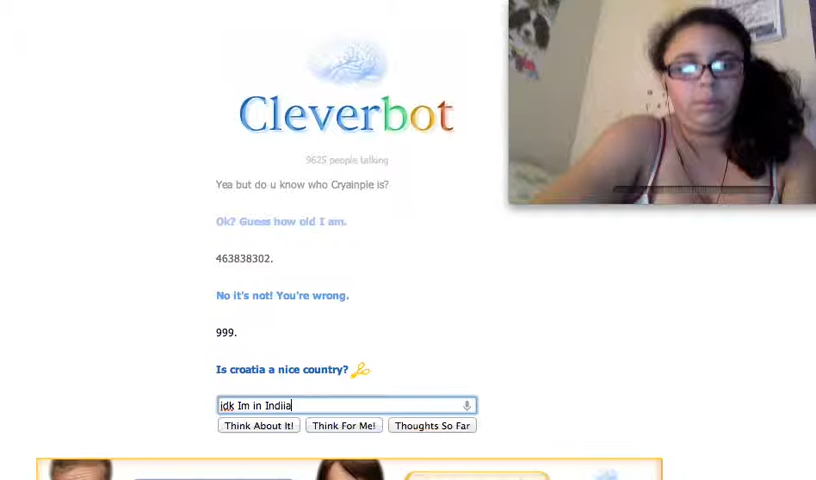 Cleverbot
9625 people talking
Yea but do u know who Cryainpie is?
Ok? Guess how old I am.
463838302.
No it's not! You're wrong.
999.
Is croatia a nice country?
idk Im in Indiia
Think About It! Think For Me! Thoughts So Far